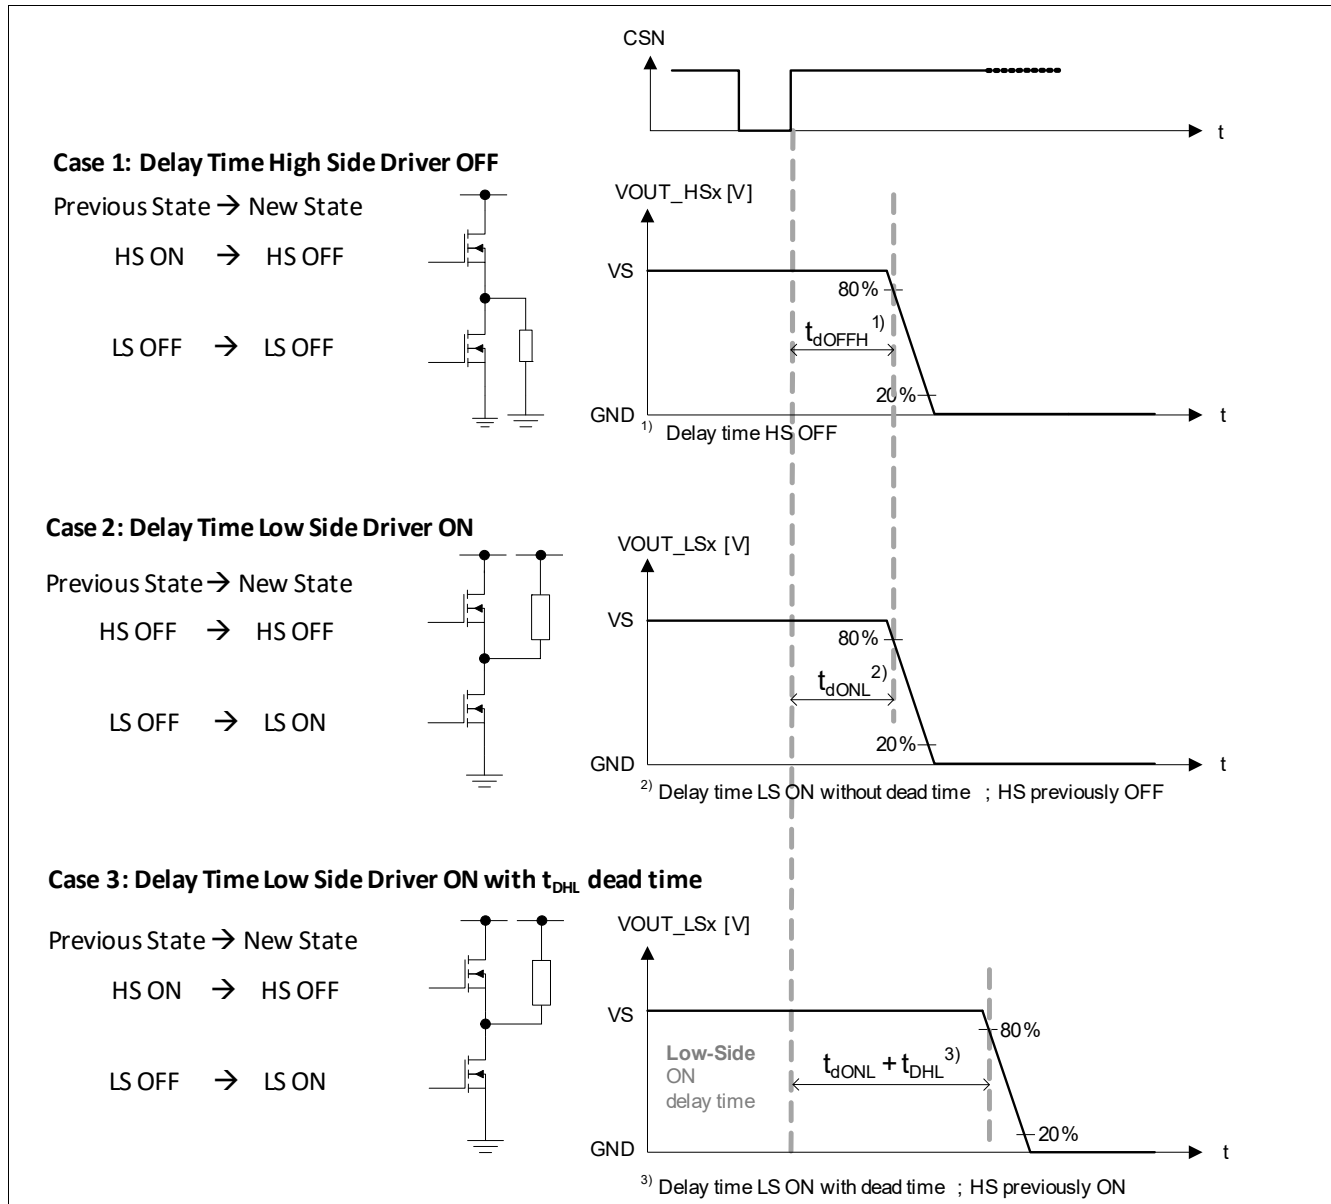 CSN
t
Case 1: Delay Time High Side Driver OFF
Previous State → New State
HS ON → HS OFF
LS OFF → LS OFF
VOUT_HSx [V]
VS
80%
tdOFFH 1)
20%
GND
t
1) Delay time HS OFF
Case 2: Delay Time Low Side Driver ON
Previous State → New State
HS OFF → HS OFF
LS OFF → LS ON
VOUT_LSx [V]
VS
80%
tdONL 2)
20%
GND
t
2) Delay time LS ON without dead time ; HS previously OFF
Case 3: Delay Time Low Side Driver ON with tDHL dead time
Previous State → New State
HS ON → HS OFF
LS OFF → LS ON
VOUT_LSx [V]
VS
80%
Low-Side
ON
delay time
tdONL + tDHL 3)
20%
GND
t
3) Delay time LS ON with dead time ; HS previously ON